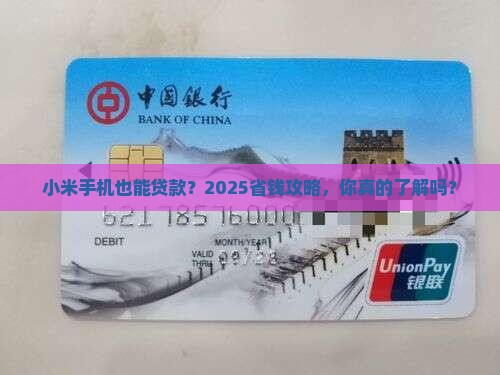 中国银行
BANK OF CHINA
小米手机也能贷款？2025省钱攻略，你真的了解吗？
DEBIT
MONTH/YEAR
VALID
THRU
UnionPay
银联